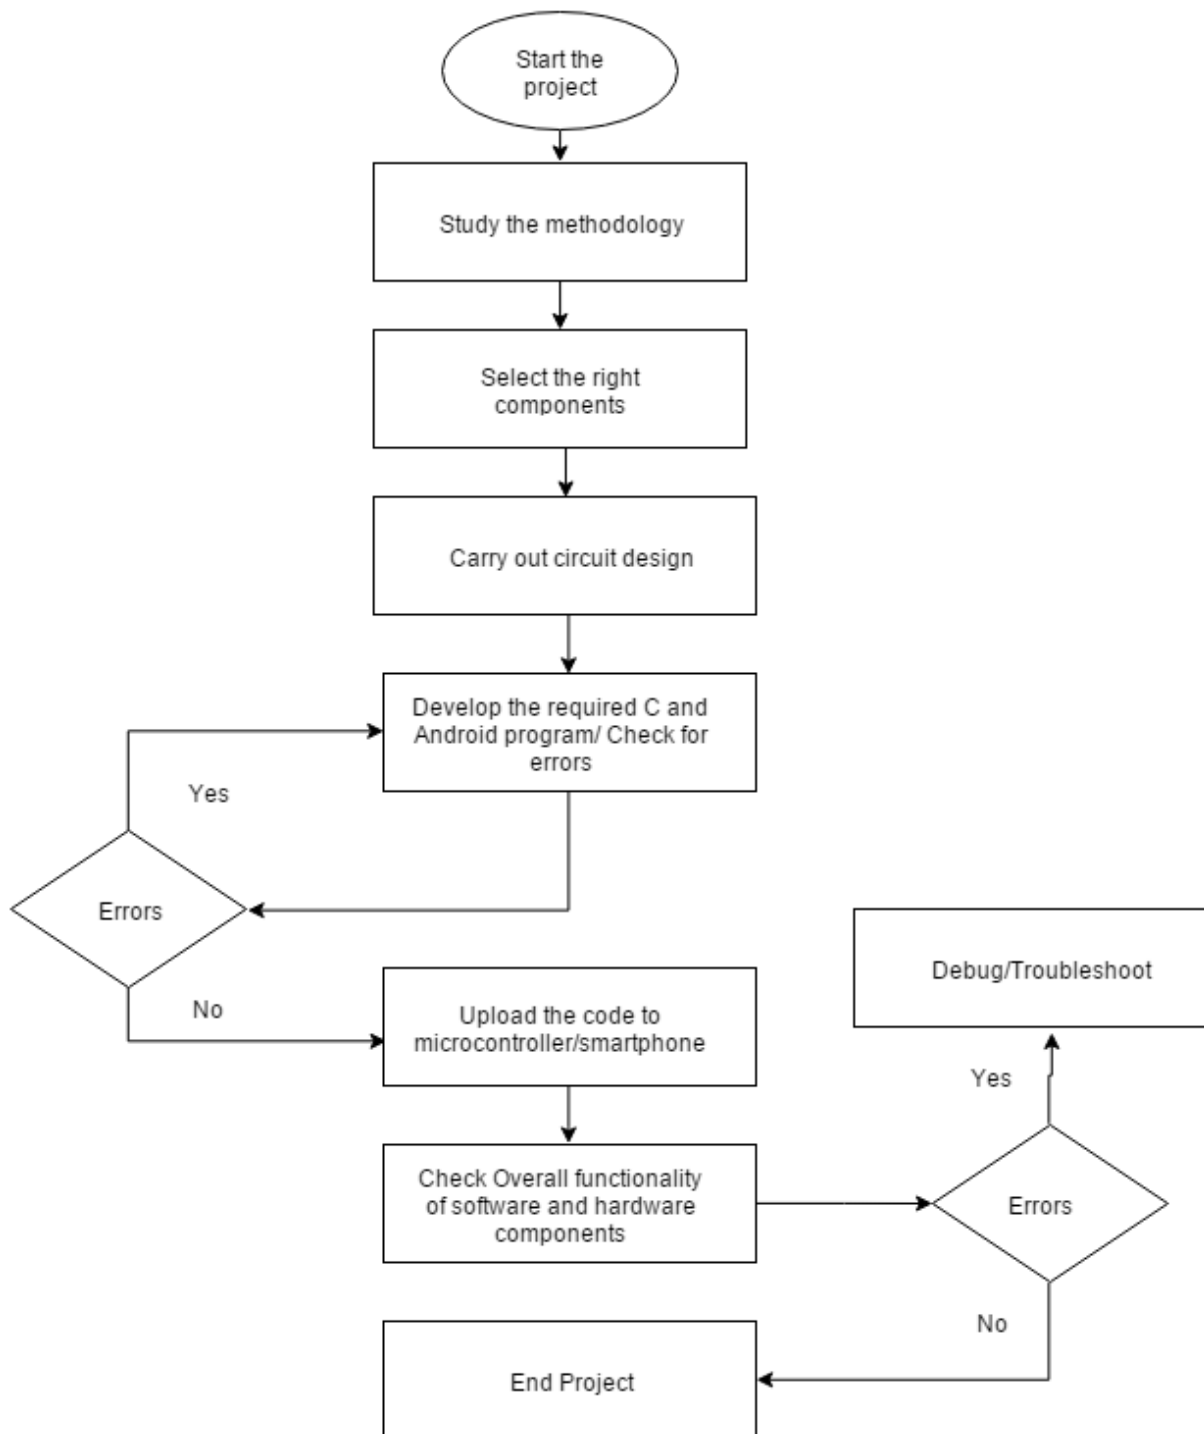 Start the
project
Study the methodology
Select the right
components
Carry out circuit design
Develop the required C and
Android program/ Check for
errors
Yes
Errors
No
Upload the code to
microcontroller/smartphone
Debug/Troubleshoot
Yes
Check Overall functionality
of software and hardware
components
Errors
No
End Project